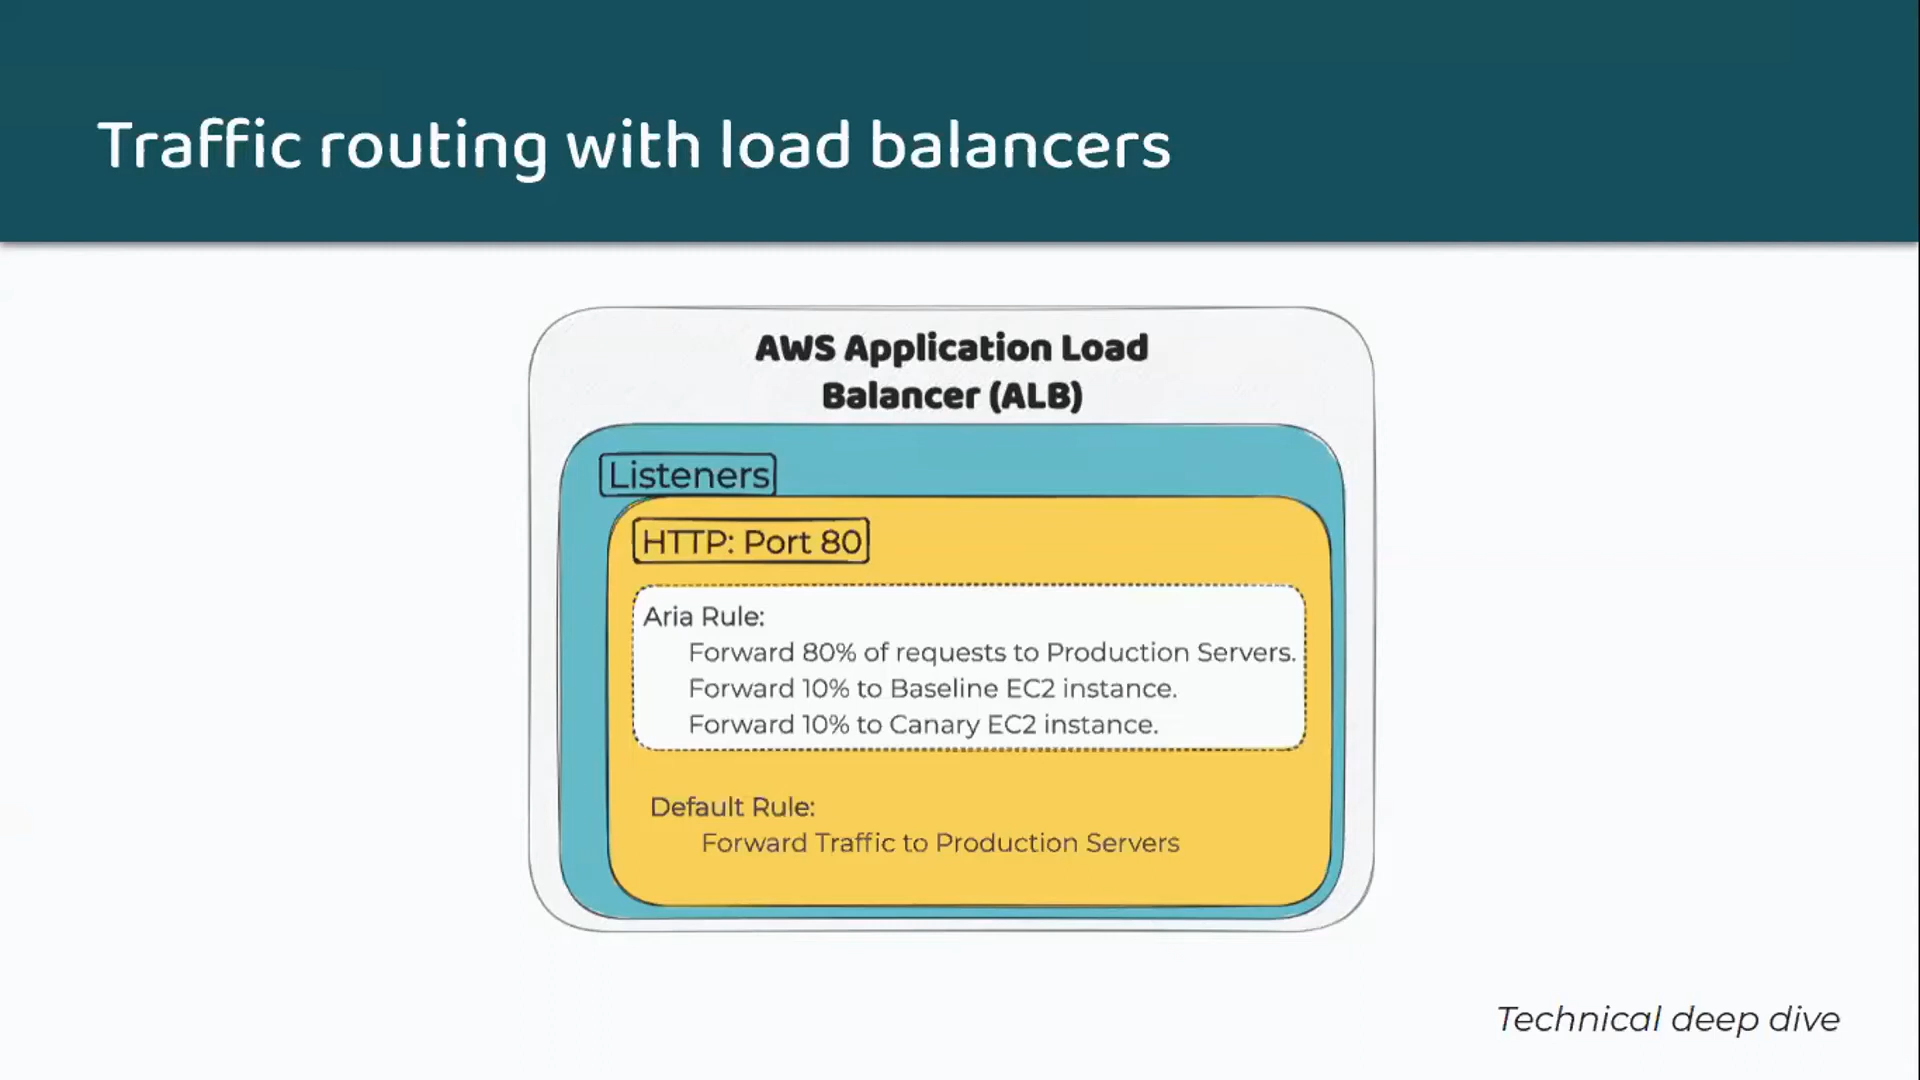 Traffic routing with load balancers
AWS Application Load
Balancer (ALB)
Listeners
HTTP: Port 80
Aria Rule:
Forward 80% of requests to Production Servers.
Forward 10% to Baseline EC2 instance.
Forward 10% to Canary EC2 instance.
Default Rule:
Forward Traffic to Production Servers
Technical deep dive